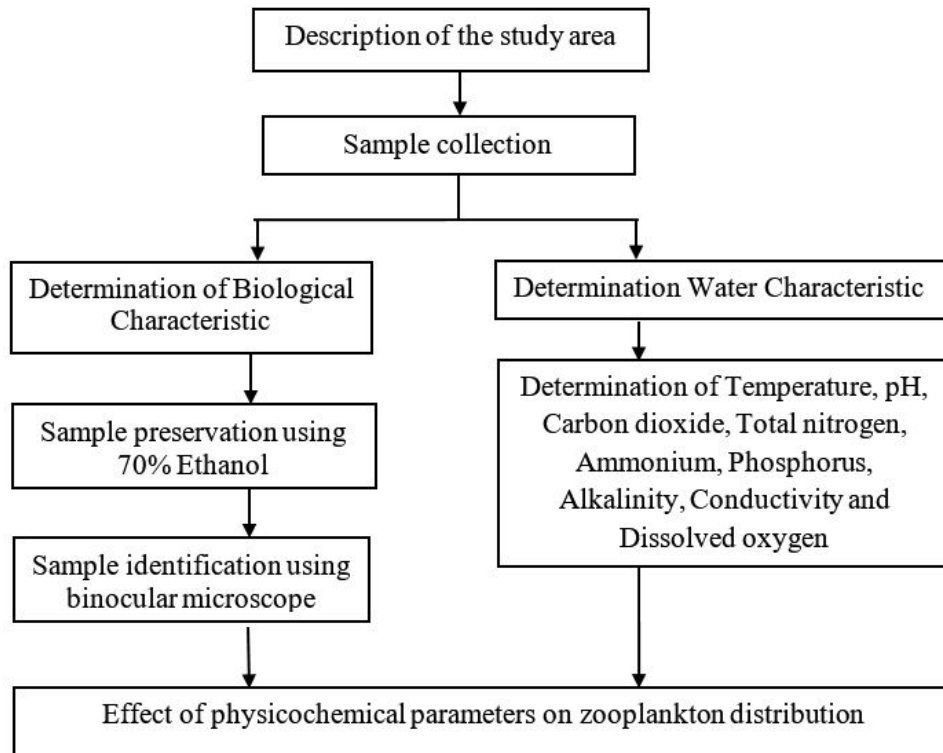 Description of the study area
Sample collection
Determination of Biological
Characteristic
Determination Water Characteristic
Sample preservation using
70% Ethanol
Determination of Temperature, pH,
Carbon dioxide, Total nitrogen,
Ammonium, Phosphorus,
Alkalinity, Conductivity and
Dissolved oxygen
Sample identification using
binocular microscope
Effect of physicochemical parameters on zooplankton distribution